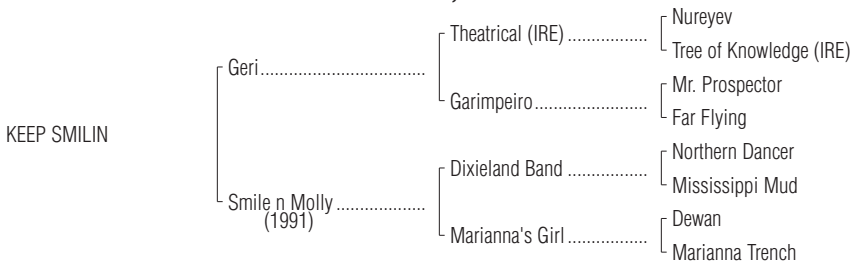 Nureyev
Theatrical (IRE) .................
Tree of Knowledge (IRE)
Geri.................................
Mr. Prospector
Garimpeiro........................
Far Flying
KEEP SMILIN
Northern Dancer
Dixieland Band .................
Mississippi Mud
Smile n Molly ...................
(1991)
Dewan
Marianna's Girl .................
Marianna Trench